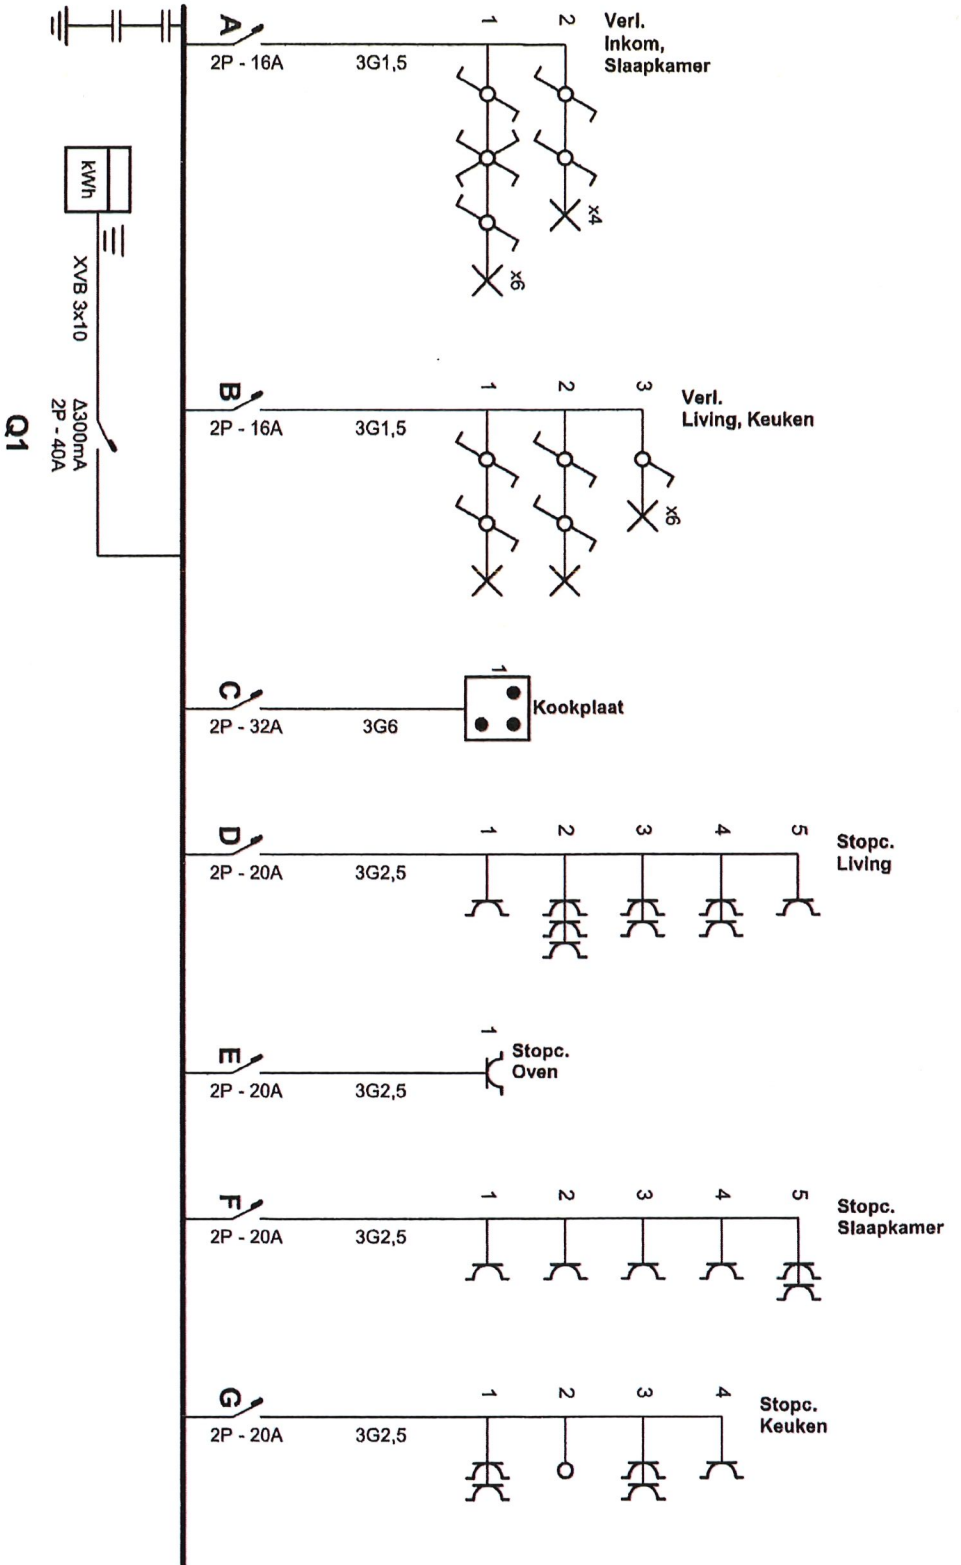 A
2P - 16A
3G1,5
1
2
Verl.
Inkom,
Slaapkamer
x4
x6
kWh
XVB 3x10
Δ300mA
2P - 40A
Q1
B
2P - 16A
3G1,5
1
2
3
Verl.
Living, Keuken
x6
C
2P - 32A
3G6
1
Kookplaat
D
2P - 20A
3G2,5
1
2
3
4
5
Stopc.
Living
E
2P - 20A
3G2,5
1
Stopc.
Oven
F
2P - 20A
3G2,5
1
2
3
4
5
Stopc.
Slaapkamer
G
2P - 20A
3G2,5
1
2
3
4
Stopc.
Keuken